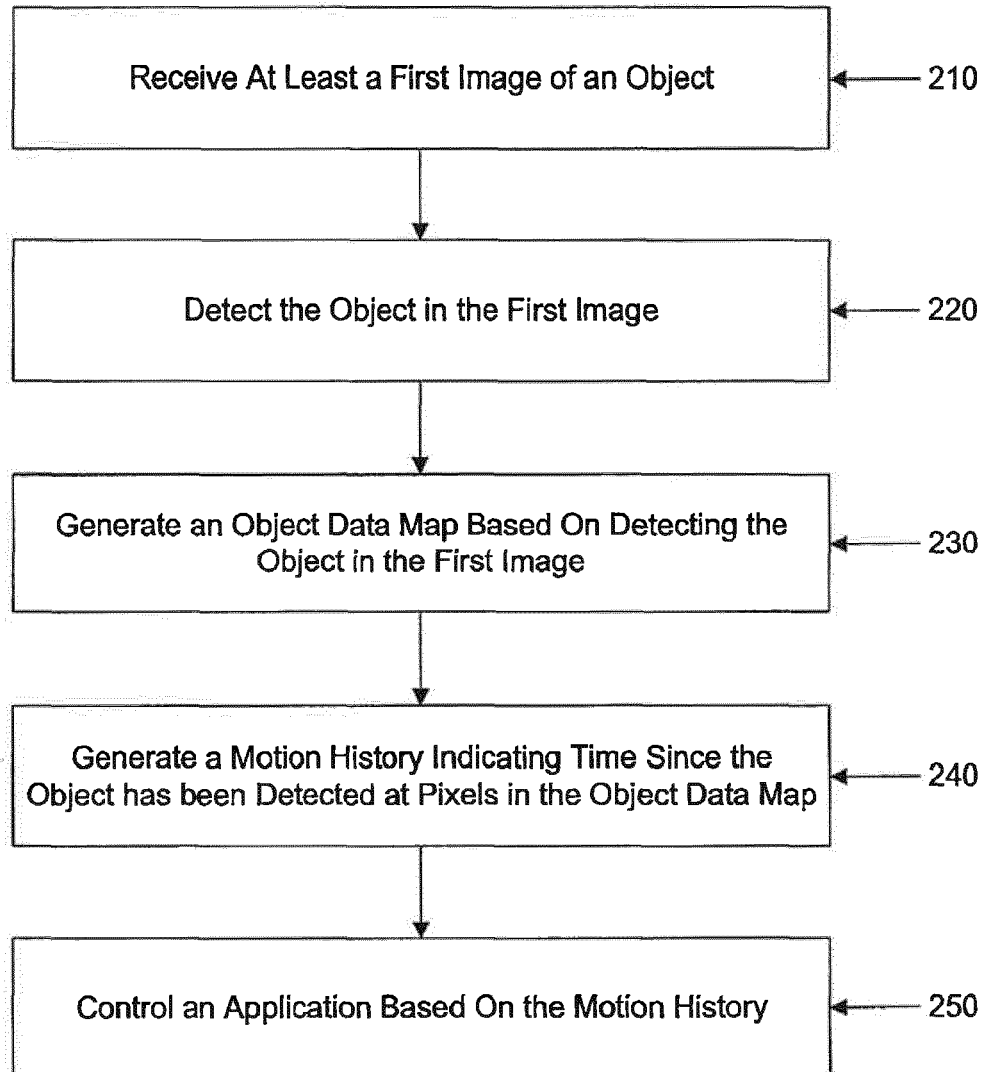 Receive At Least a First Image of an Object
210
Detect the Object in the First Image
220
Generate an Object Data Map Based On Detecting the
Object in the First Image
230
Generate a Motion History Indicating Time Since the
Object has been Detected at Pixels in the Object Data Map
240
Control an Application Based On the Motion History
250